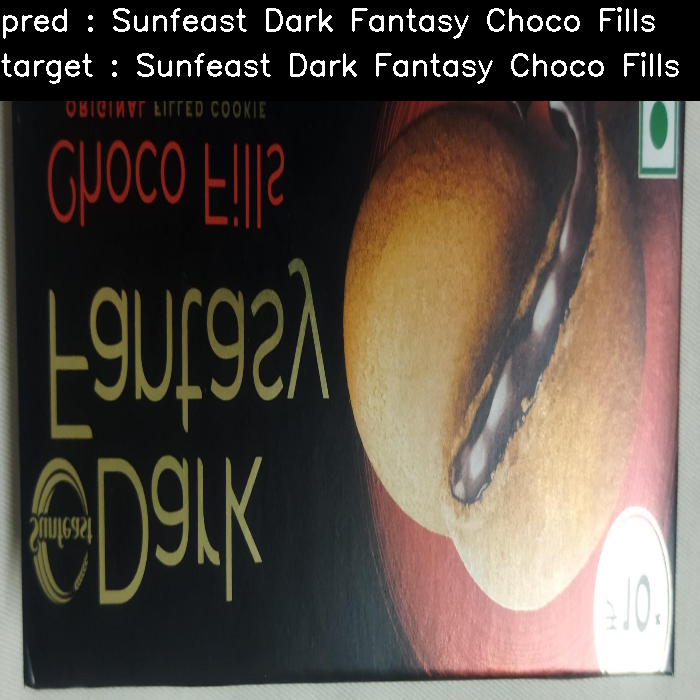 pred : Sunfeast Dark Fantasy Choco Fills
target : Sunfeast Dark Fantasy Choco Fills
ORIGINAL FILLED COOKIE
Choco Fills
Fantasy
Dark
Sunfeast
₹10*